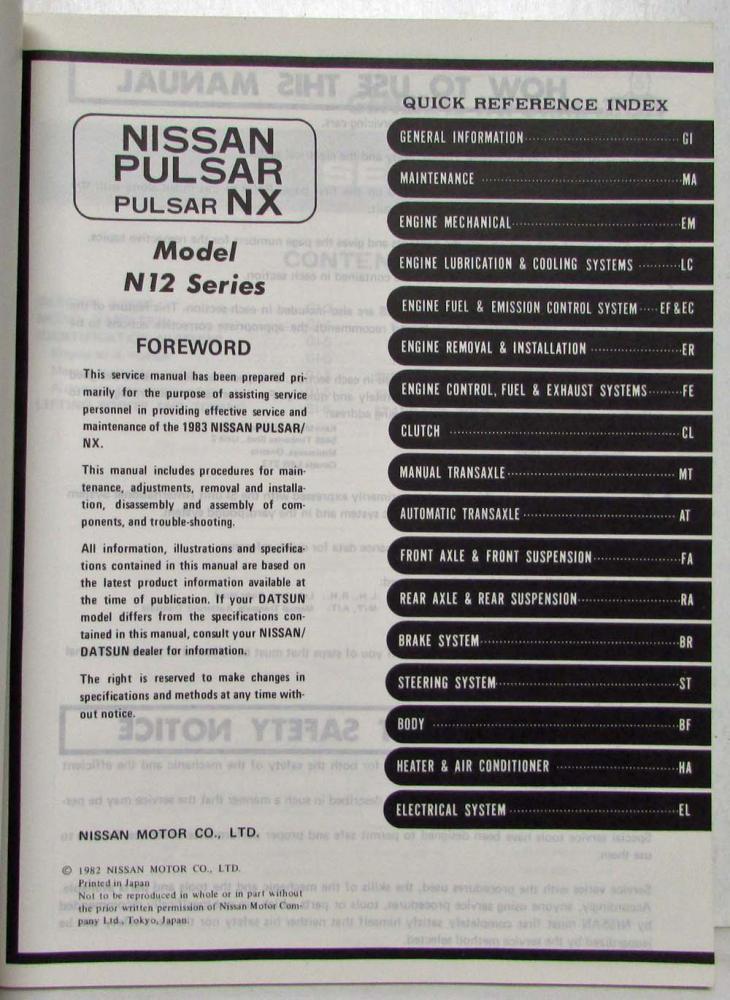 NISSAN
PULSAR
PULSAR NX
Model
N12 Series
FOREWORD
This service manual has been prepared pri-
marily for the purpose of assisting service
personnel in providing effective service and
maintenance of the 1983 NISSAN PULSAR/
NX.
This manual includes procedures for main-
tenance, adjustments, removal and installa-
tion, disassembly and assembly of com-
ponents, and trouble-shooting.
All information, illustrations and specifica-
tions contained in this manual are based on
the latest product information available at
the time of publication. If your DATSUN
model differs from the specifications con-
tained in this manual, consult your NISSAN/
DATSUN dealer for information.
The right is reserved to make changes in
specifications and methods at any time with-
out notice.
NISSAN MOTOR CO., LTD.
© 1982 NISSAN MOTOR CO., LTD.
Printed in Japan
Not to be reproduced in whole or in part without
the prior written permission of Nissan Motor Com-
pany Ltd., Tokyo, Japan.
QUICK REFERENCE INDEX
GENERAL INFORMATION GI
MAINTENANCE MA
ENGINE MECHANICAL EM
ENGINE LUBRICATION & COOLING SYSTEMS LC
ENGINE FUEL & EMISSION CONTROL SYSTEM EF & EC
ENGINE REMOVAL & INSTALLATION ER
ENGINE CONTROL, FUEL & EXHAUST SYSTEMS FE
CLUTCH CL
MANUAL TRANSAXLE MT
AUTOMATIC TRANSAXLE AT
FRONT AXLE & FRONT SUSPENSION FA
REAR AXLE & REAR SUSPENSION RA
BRAKE SYSTEM BR
STEERING SYSTEM ST
BODY BF
HEATER & AIR CONDITIONER HA
ELECTRICAL SYSTEM EL